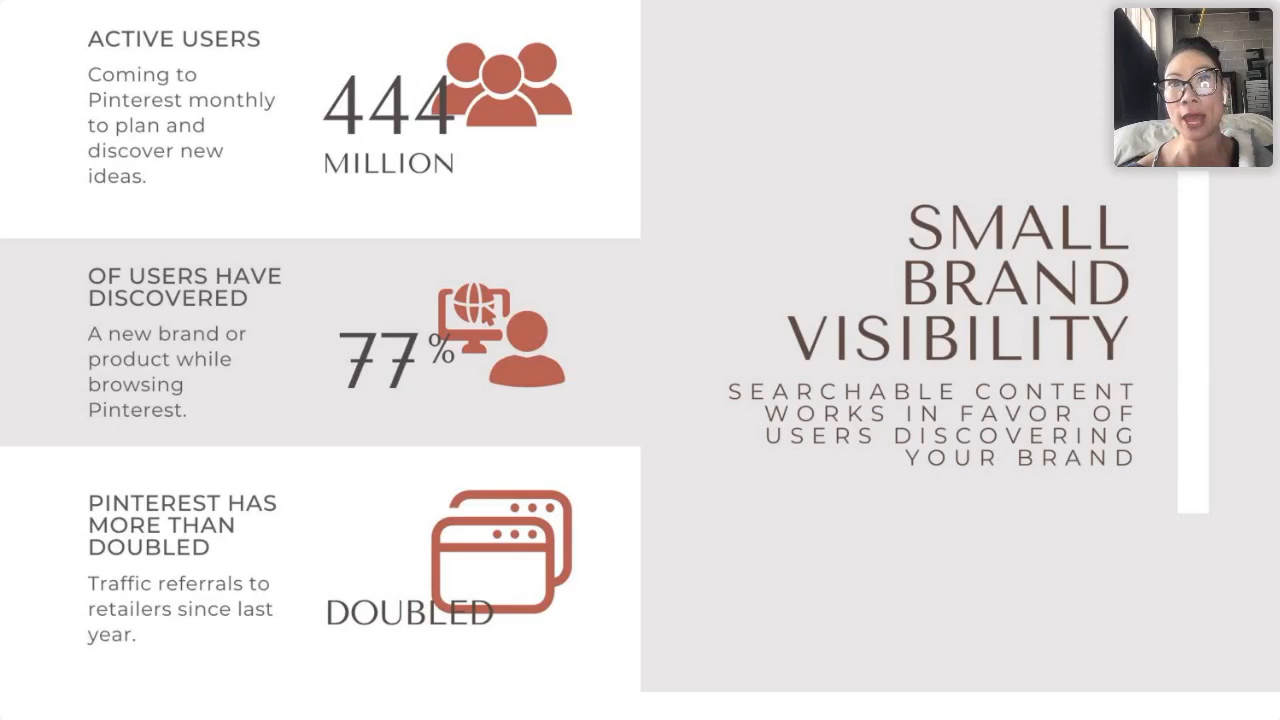 ACTIVE USERS
Coming to
Pinterest monthly
to plan and
discover new
ideas.
444
MILLION
OF USERS HAVE
DISCOVERED
A new brand or
product while
browsing
Pinterest.
77%
PINTEREST HAS
MORE THAN
DOUBLED
Traffic referrals to
retailers since last
year.
DOUBLED
SMALL
BRAND
VISIBILITY
SEARCHABLE CONTENT
WORKS IN FAVOR OF
USERS DISCOVERING
YOUR BRAND